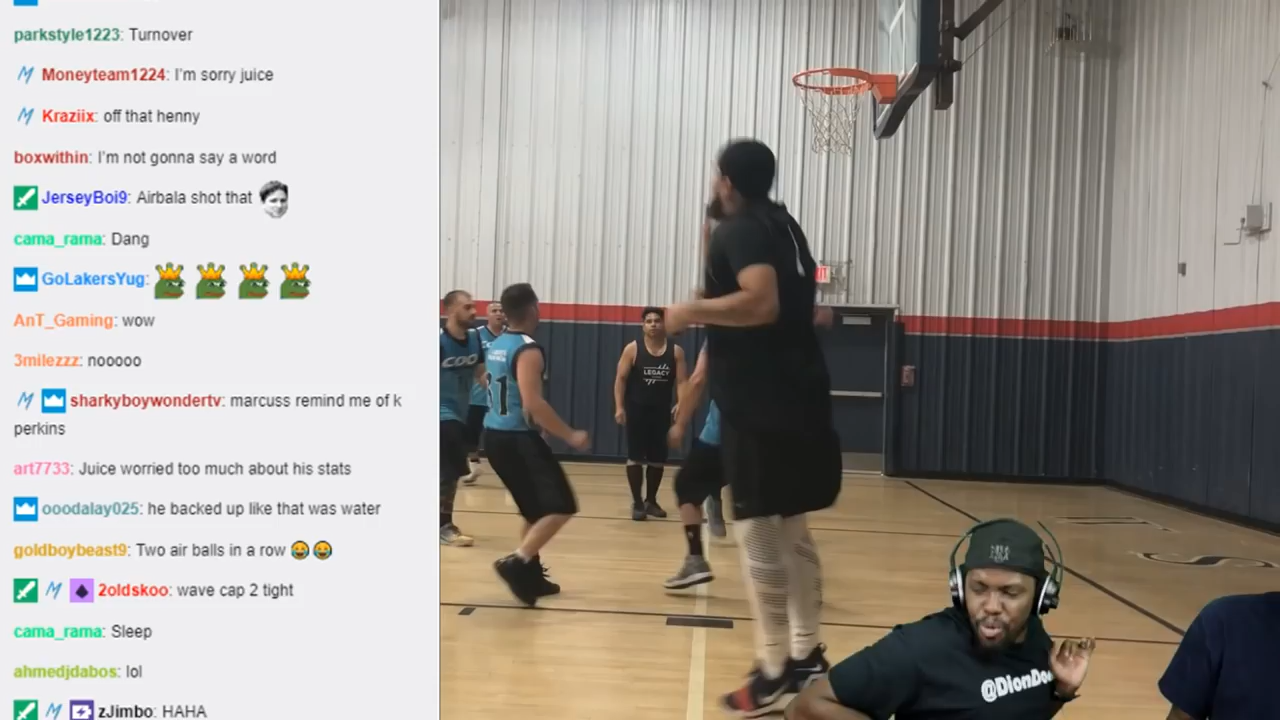 parkstyle1223: Turnover
Moneyteam1224: I'm sorry juice
Kraziix: off that henny
boxwithin: I'm not gonna say a word
JerseyBoi9: Airbala shot that
cama_rama: Dang
GoLakersYug:
AnT_Gaming: wow
3milezzz: nooooo
sharkyboywondertv: marcuss remind me of k
perkins
art7733: Juice worried too much about his stats
ooodalay025: he backed up like that was water
goldboybeast9: Two air balls in a row
2oldskoo: wave cap 2 tight
cama_rama: Sleep
ahmedjdabos: lol
zJimbo: HAHA
LEGACY
31
@DionDo